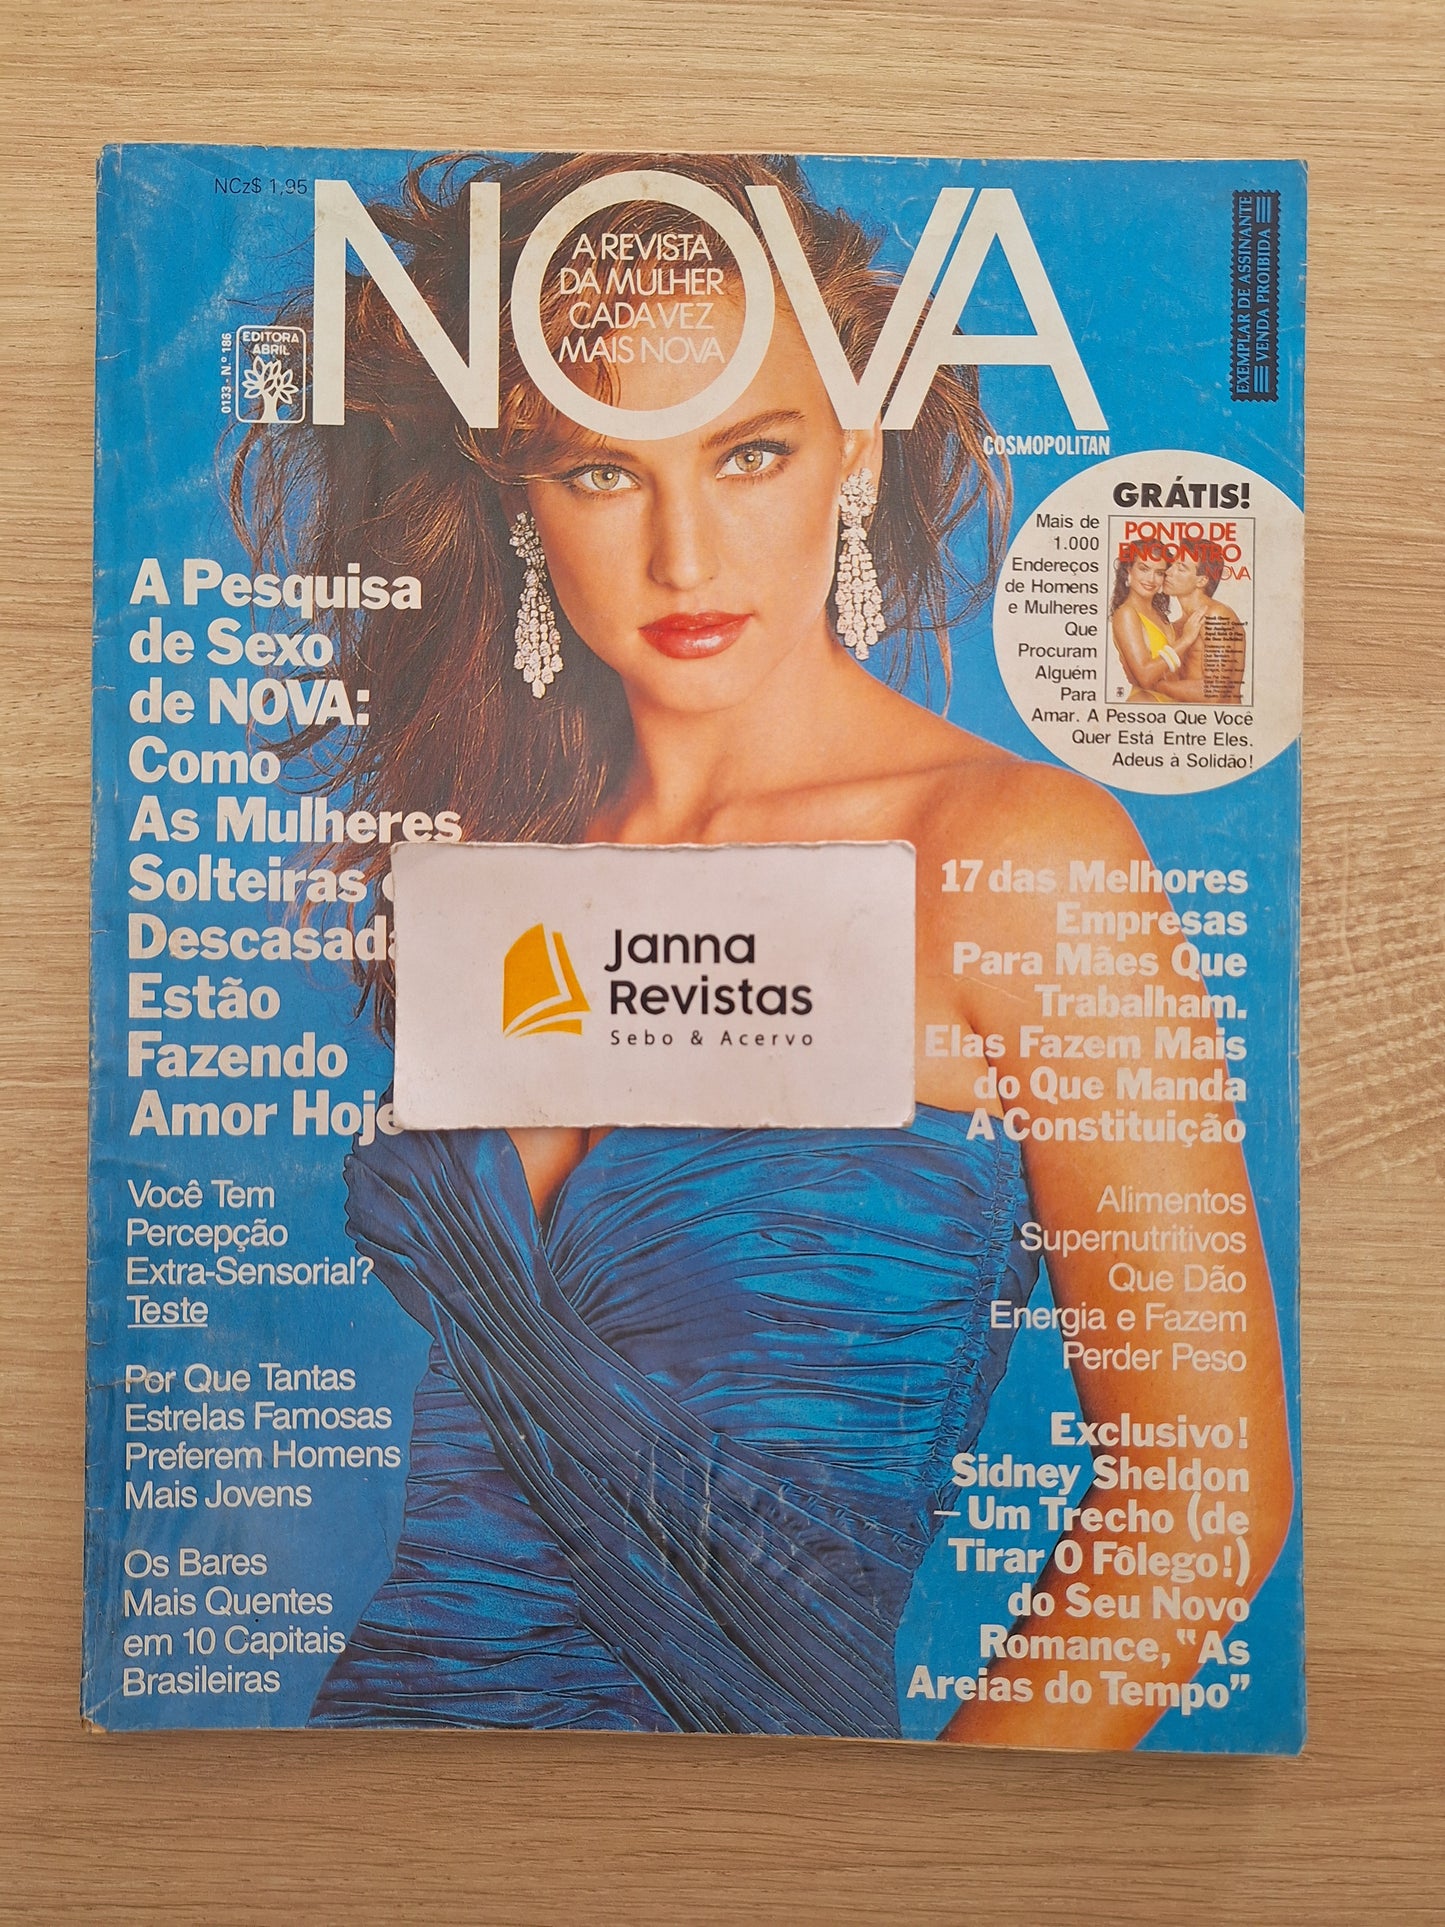 NCz$ 1,95
NOVA
A REVISTA
DA MULHER
CADA VEZ
MAIS NOVA
COSMOPOLITAN
EDITORA
ABRIL
0133 - N.º 186
EXEMPLAR DE ASSINANTE
VENDA PROIBIDA
GRÁTIS!
Mais de
1.000
Endereços
de Homens
e Mulheres
Que
Procuram
Alguém
Para
Amar. A Pessoa Que Você
Quer Está Entre Eles.
Adeus à Solidão!
PONTO DE
ENCONTRO
NOVA
A Pesquisa
de Sexo
de NOVA:
Como
As Mulheres
Solteiras
Descasad
Estão
Fazendo
Amor Hoje
Você Tem
Percepção
Extra-Sensorial?
Teste
Por Que Tantas
Estrelas Famosas
Preferem Homens
Mais Jovens
Os Bares
Mais Quentes
em 10 Capitais
Brasileiras
Janna
Revistas
Sebo & Acervo
17 das Melhores
Empresas
Para Mães Que
Trabalham.
Elas Fazem Mais
do Que Manda
A Constituição
Alimentos
Supernutritivos
Que Dão
Energia e Fazem
Perder Peso
Exclusivo!
Sidney Sheldon
—Um Trecho (de
Tirar O Fôlego!)
do Seu Novo
Romance, "As
Areias do Tempo"